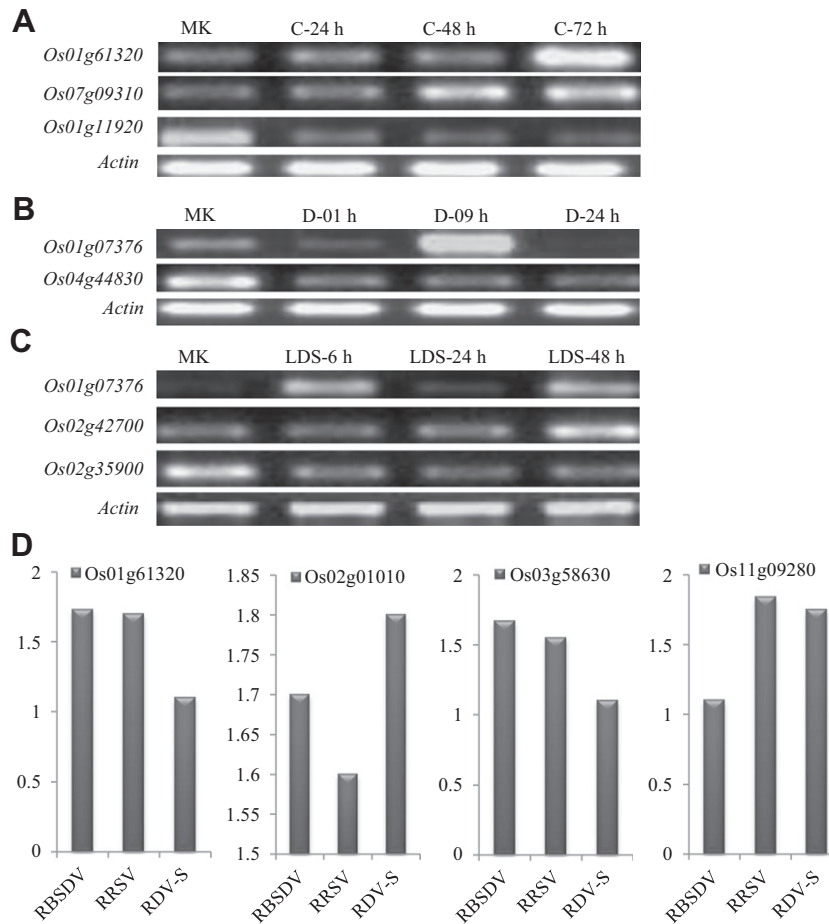 A
MK C-24 h C-48 h C-72 h
Os01g61320
Os07g09310
Os01g11920
Actin
B
MK D-01 h D-09 h D-24 h
Os01g07376
Os04g44830
Actin
C
MK LDS-6 h LDS-24 h LDS-48 h
Os01g07376
Os02g42700
Os02g35900
Actin
D
Os01g61320
2
1.5
1
0.5
0
RBSDV RRSV RDV-S
Os02g01010
1.85
1.8
1.75
1.7
1.65
1.6
1.55
1.5
RBSDV RRSV RDV-S
Os03g58630
2
1.5
1
0.5
0
RBSDV RRSV RDV-S
Os11g09280
2
1.5
1
0.5
0
RBSDV RRSV RDV-S